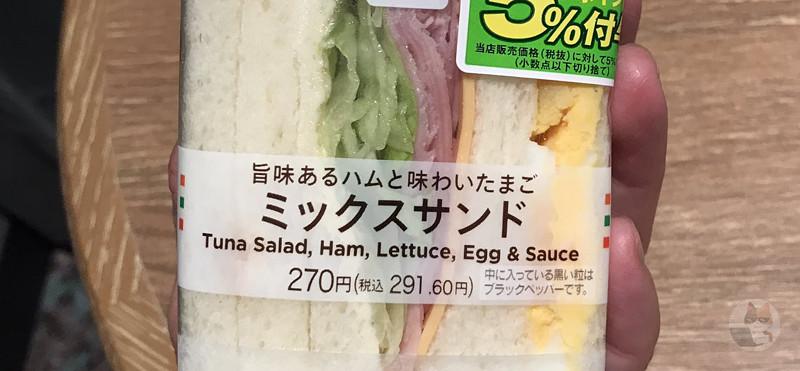 5%付与
当店販売価格(税抜)に対して5%
(小数点以下切り捨て)
旨味あるハムと味わいたまご
ミックスサンド
Tuna Salad, Ham, Lettuce, Egg & Sauce
270円(税込 291.60円)
中に入っている黒い粒は
ブラックペッパーです。